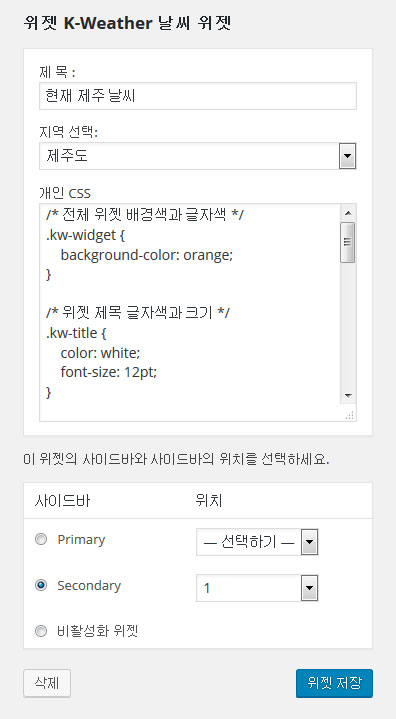 위젯 K-Weather 날씨 위젯
제 목 :
현재 제주 날씨
지역 선택:
제주도
개인 CSS
/* 전체 위젯 배경색과 글자색 */
.kw-widget {
    background-color: orange;
}

/* 위젯 제목 글자색과 크기 */
.kw-title {
    color: white;
    font-size: 12pt;
}
이 위젯의 사이드바와 사이드바의 위치를 선택하세요.
사이드바 위치
Primary — 선택하기 —
Secondary 1
비활성화 위젯
삭제 위젯 저장